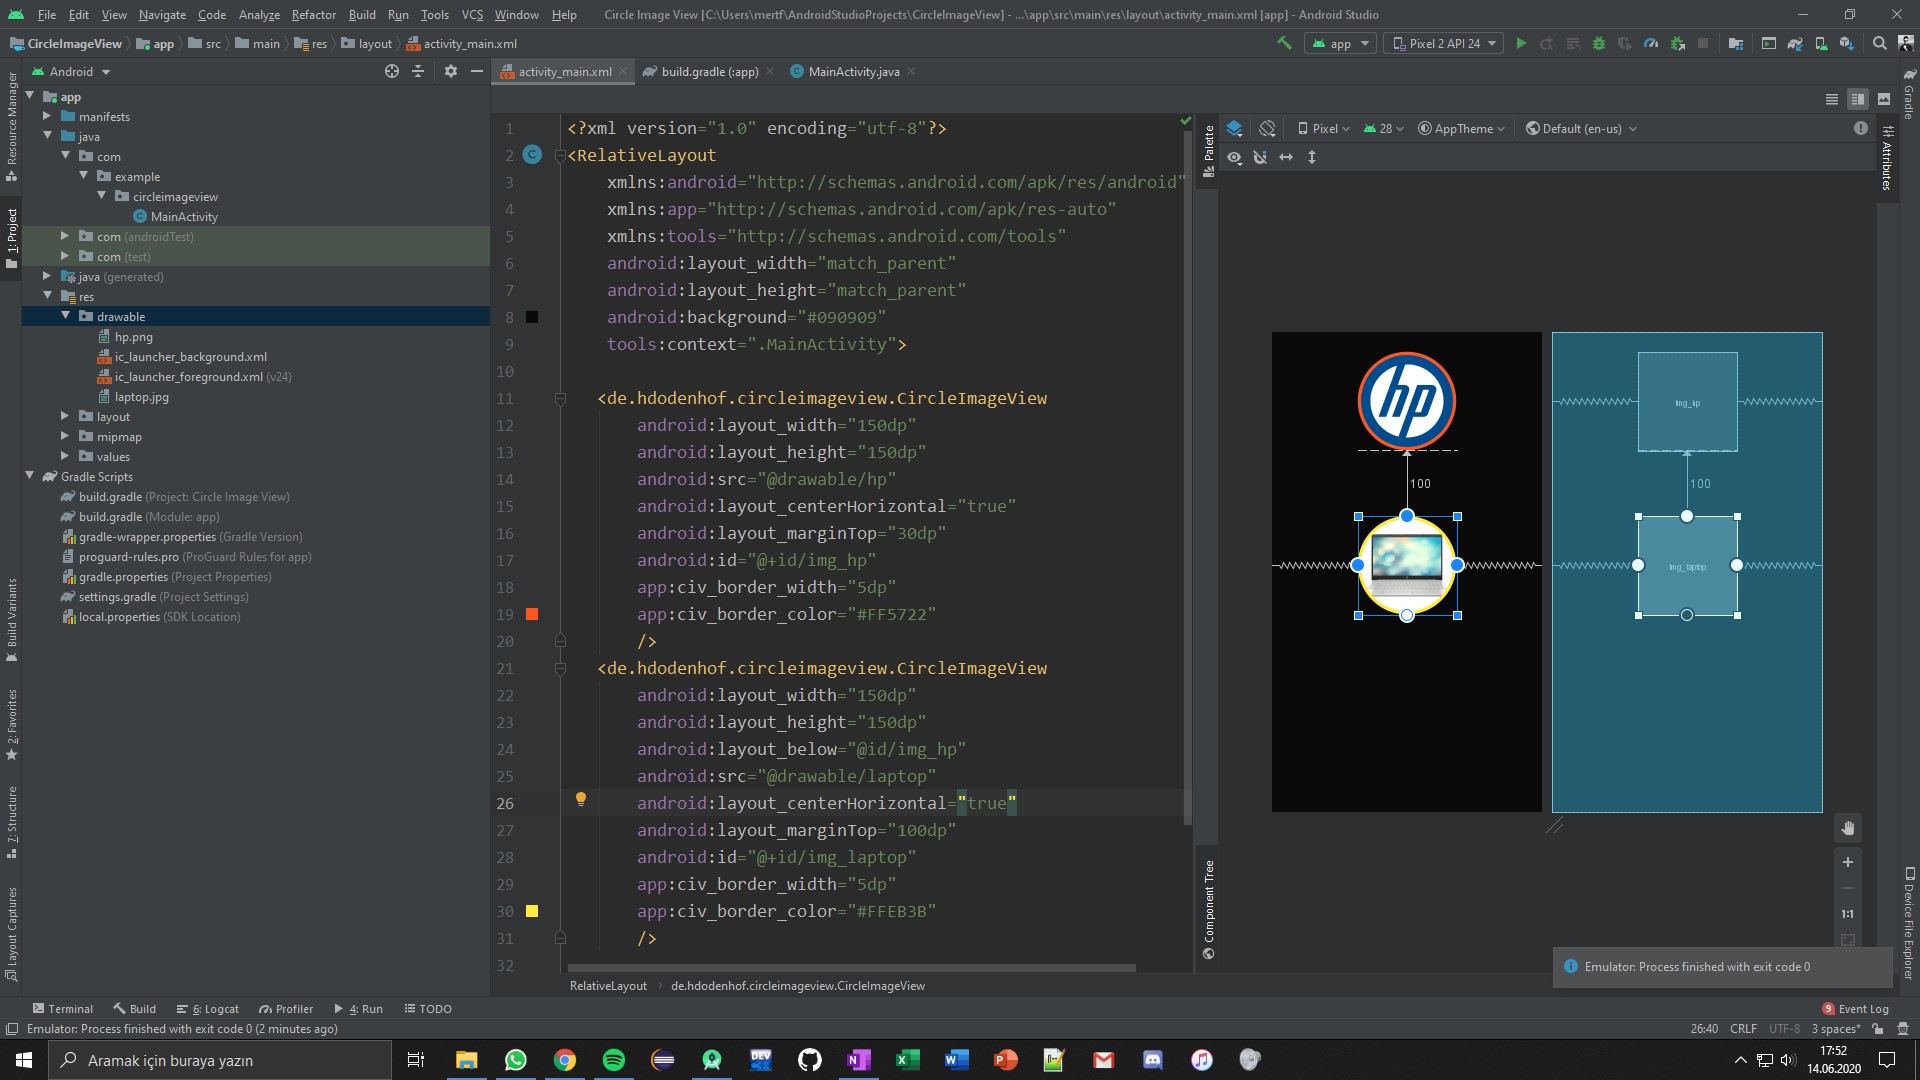 File Edit View Navigate Code Analyze Refactor Build Run Tools VCS Window Help Circle Image View [C:\Users\mertf\AndroidStudioProjects\CircleImageView] - ...\app\src\main\res\layout\activity_main.xml [app] - Android Studio
CircleImageView app src main res layout activity_main.xml app Pixel 2 API 24
Android activity_main.xml build.gradle (:app) MainActivity.java
app
manifests
java
com
example
circleimageview
MainActivity
com (androidTest)
com (test)
java (generated)
res
drawable
hp.png
ic_launcher_background.xml
ic_launcher_foreground.xml (v24)
laptop.jpg
layout
mipmap
values
Gradle Scripts
build.gradle (Project: Circle Image View)
build.gradle (Module: app)
gradle-wrapper.properties (Gradle Version)
proguard-rules.pro (ProGuard Rules for app)
gradle.properties (Project Properties)
settings.gradle (Project Settings)
local.properties (SDK Location)
Resource Manager
1: Project
Build Variants
2: Favorites
7: Structure
Layout Captures
1 <?xml version="1.0" encoding="utf-8"?>
2 <RelativeLayout
3 xmlns:android="http://schemas.android.com/apk/res/android"
4 xmlns:app="http://schemas.android.com/apk/res-auto"
5 xmlns:tools="http://schemas.android.com/tools"
6 android:layout_width="match_parent"
7 android:layout_height="match_parent"
8 android:background="#090909"
9 tools:context=".MainActivity">
10
11 <de.hdodenhof.circleimageview.CircleImageView
12 android:layout_width="150dp"
13 android:layout_height="150dp"
14 android:src="@drawable/hp"
15 android:layout_centerHorizontal="true"
16 android:layout_marginTop="30dp"
17 android:id="@+id/img_hp"
18 app:civ_border_width="5dp"
19 app:civ_border_color="#FF5722"
20 />
21 <de.hdodenhof.circleimageview.CircleImageView
22 android:layout_width="150dp"
23 android:layout_height="150dp"
24 android:layout_below="@id/img_hp"
25 android:src="@drawable/laptop"
26 android:layout_centerHorizontal="true"
27 android:layout_marginTop="100dp"
28 android:id="@+id/img_laptop"
29 app:civ_border_width="5dp"
30 app:civ_border_color="#FFEB3B"
31 />
32
RelativeLayout de.hdodenhof.circleimageview.CircleImageView
Palette
Component Tree
Pixel 28 AppTheme Default (en-us)
hp
img_hp
100 100
img_laptop
1:1
Gradle
Attributes
Device File Explorer
Emulator: Process finished with exit code 0
Terminal Build 6: Logcat Profiler 4: Run TODO 9 Event Log
Emulator: Process finished with exit code 0 (2 minutes ago) 26:40 CRLF UTF-8 3 spaces*
Aramak için buraya yazın DEV 17:52
14.06.2020